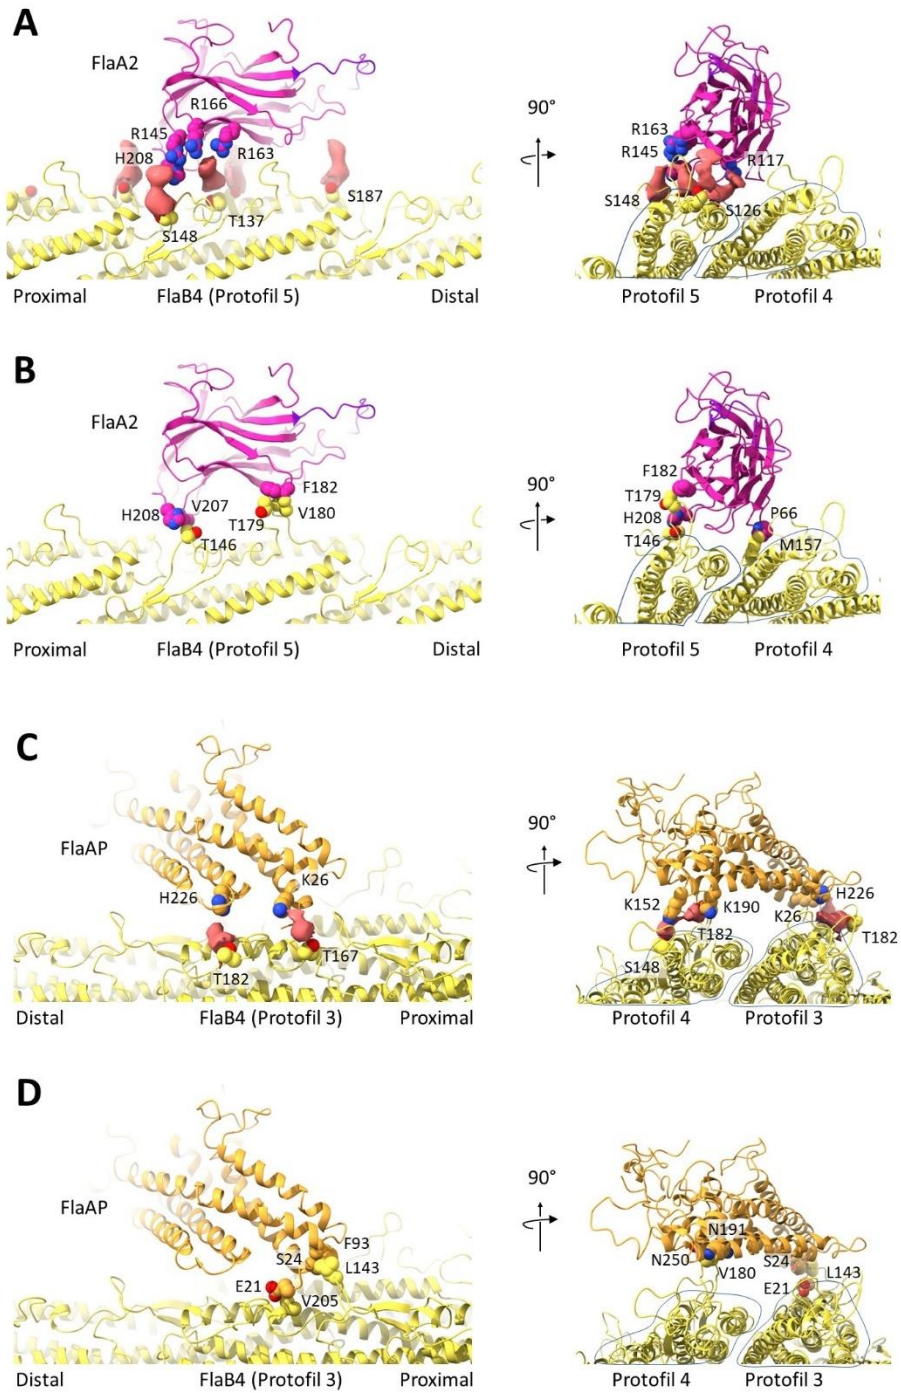 A
FlaA2
R166
R145
H208
R163
S187
T137
S148
Proximal FlaB4 (Protofil 5) Distal
90°
R163
R145
R117
S148
S126
Protofil 5 Protofil 4
B
FlaA2
F182
H208
V207
T179
V180
T146
Proximal FlaB4 (Protofil 5) Distal
90°
F182
T179
H208
P66
T146
M157
Protofil 5 Protofil 4
C
FlaAP
K26
H226
T167
T182
Distal FlaB4 (Protofil 3) Proximal
90°
H226
K152
K190
K26
T182
T182
S148
Protofil 4 Protofil 3
D
FlaAP
F93
S24
L143
E21
V205
Distal FlaB4 (Protofil 3) Proximal
90°
N191
N250
S24
V180
L143
E21
Protofil 4 Protofil 3